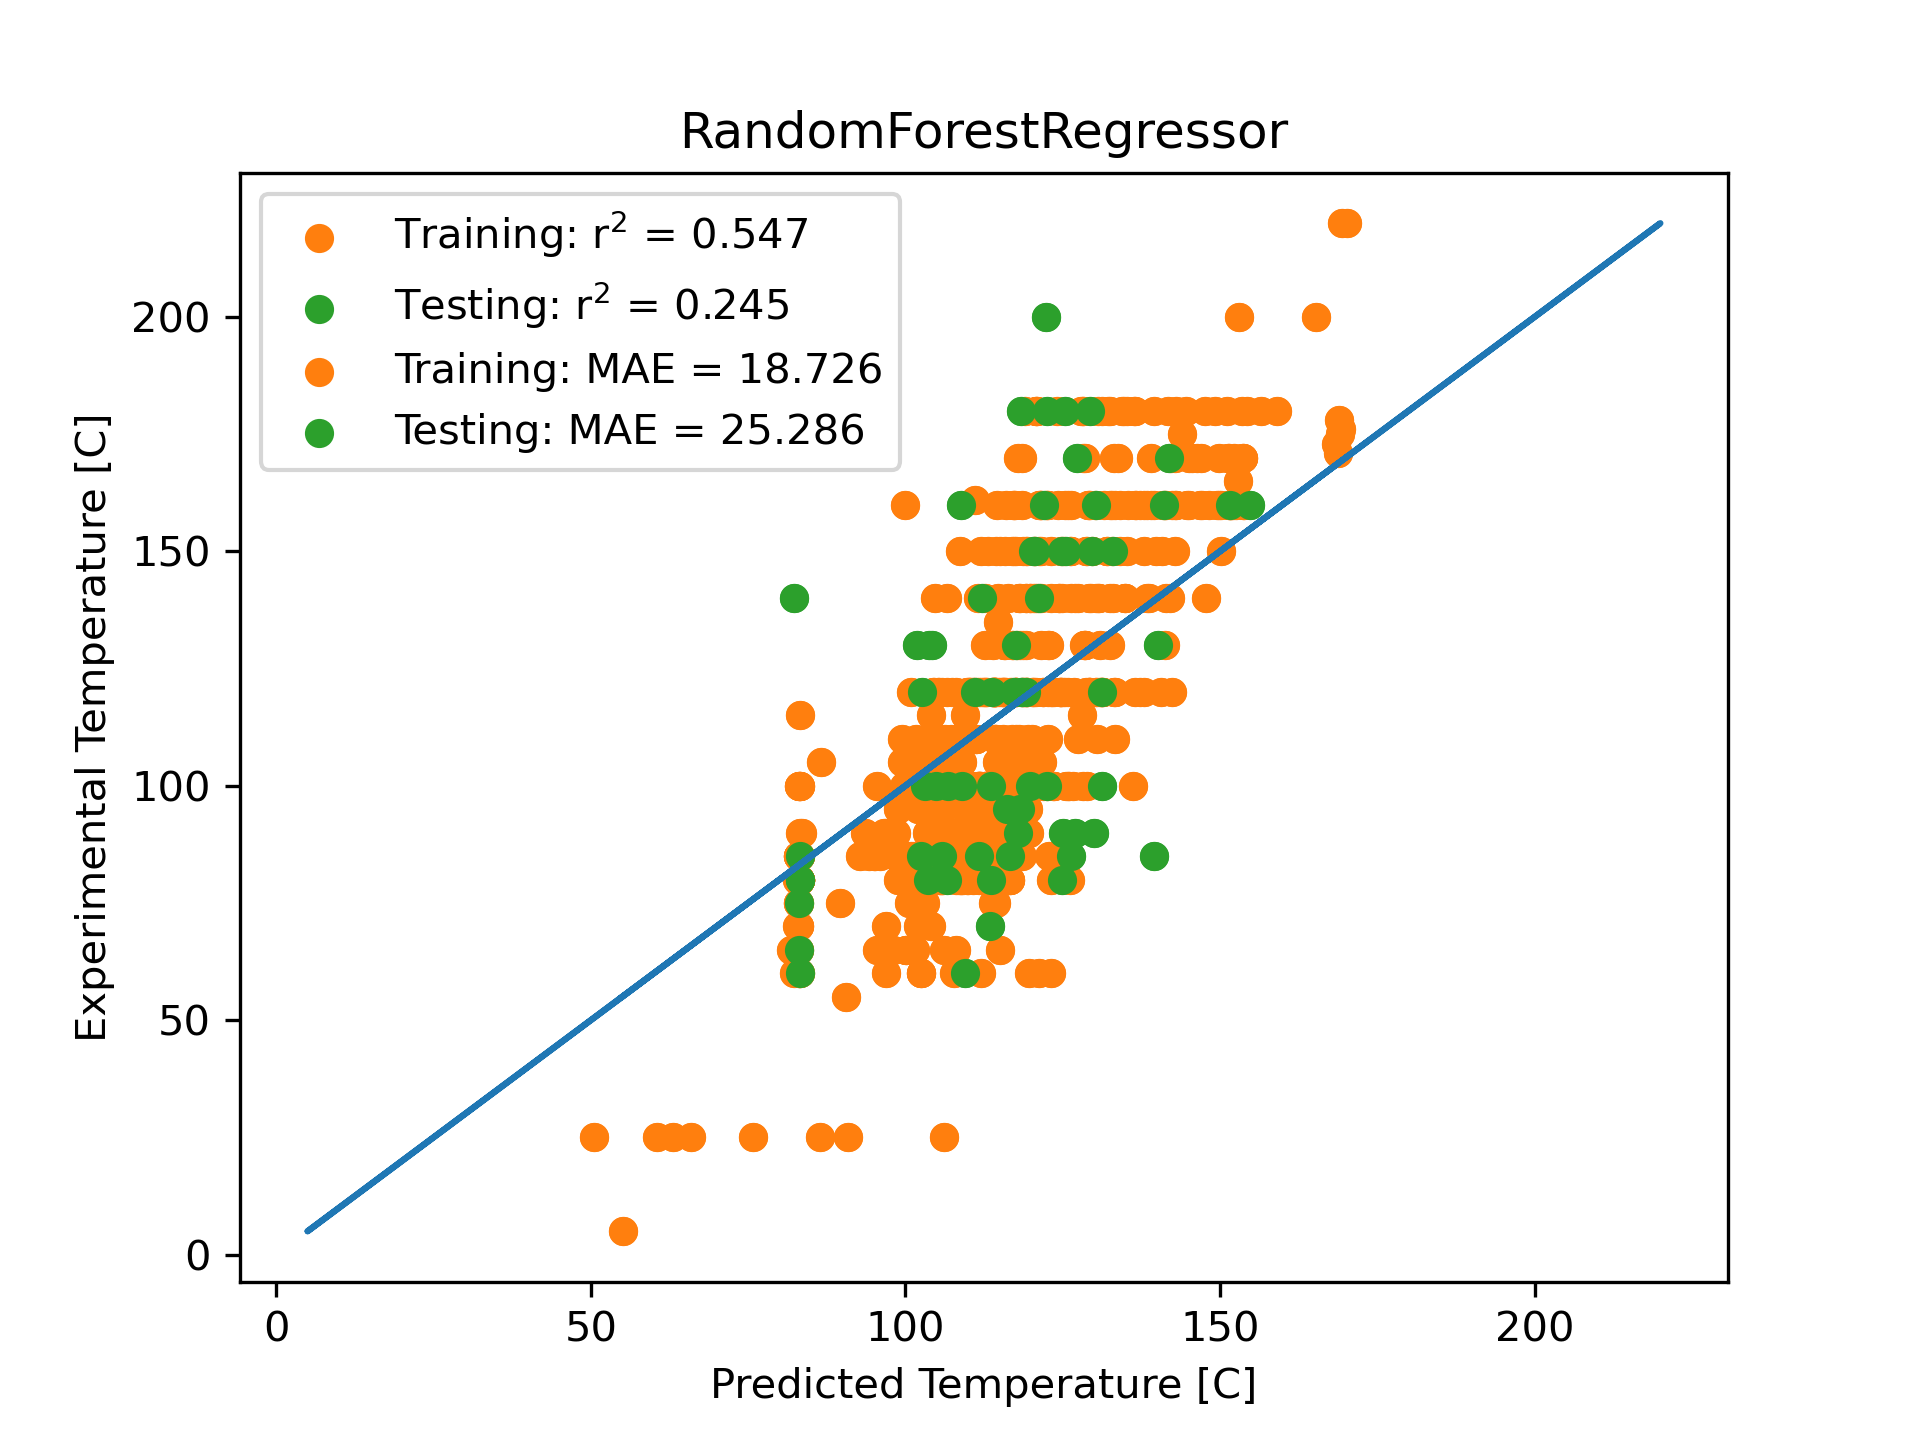 RandomForestRegressor
Training: r² = 0.547
Testing: r² = 0.245
Training: MAE = 18.726
Testing: MAE = 25.286
Experimental Temperature [C]
200
150
100
50
0
0 50 100 150 200
Predicted Temperature [C]